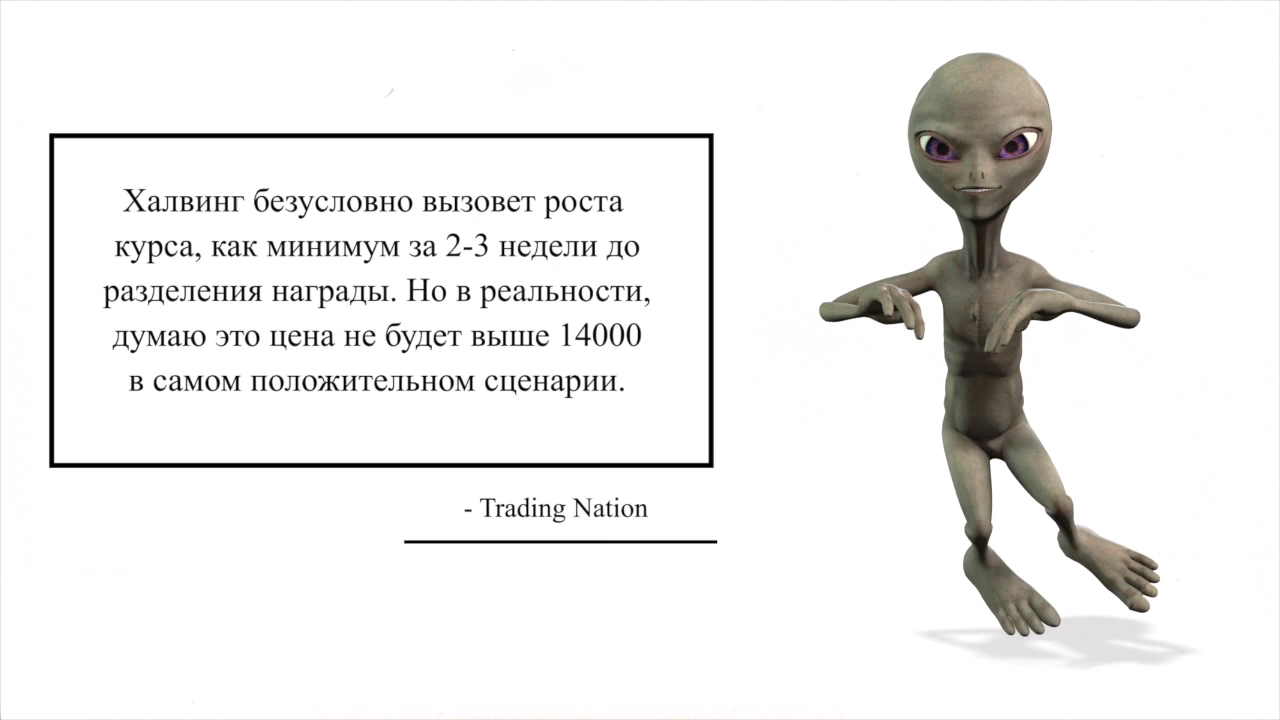 Халвинг безусловно вызовет роста
курса, как минимум за 2-3 недели до
разделения награды. Но в реальности,
думаю это цена не будет выше 14000
в самом положительном сценарии.
- Trading Nation